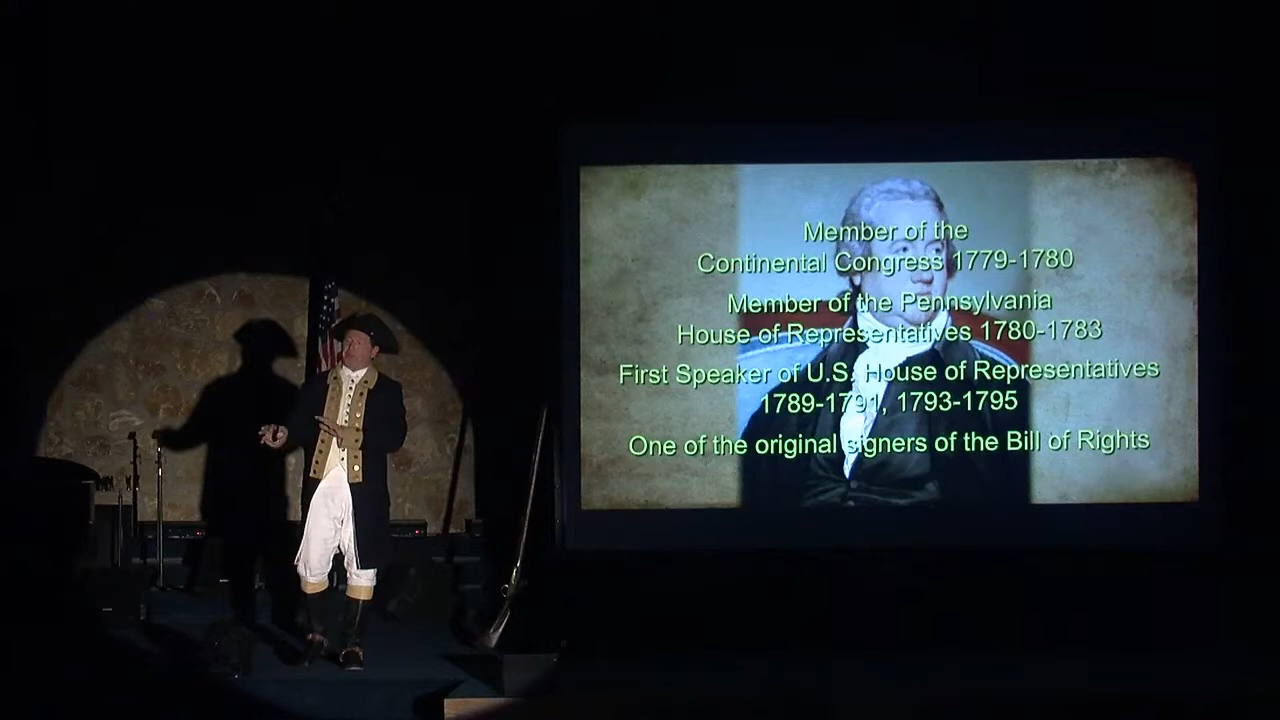 Member of the
Continental Congress 1779-1780
Member of the Pennsylvania
House of Representatives 1780-1783
First Speaker of U.S. House of Representatives
1789-1791, 1793-1795
One of the original signers of the Bill of Rights